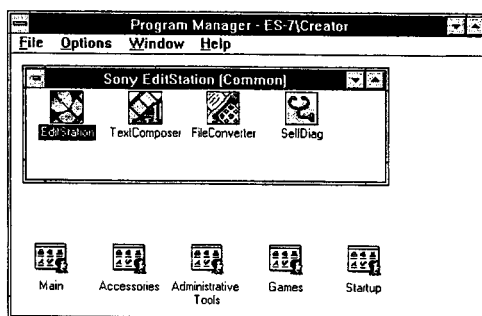 Program Manager - ES-7\Creator
File Options Window Help
Sony EditStation (Common)
EditStation TextComposer FileConverter SelfDiag
Main Accessories Administrative Tools Games Startup